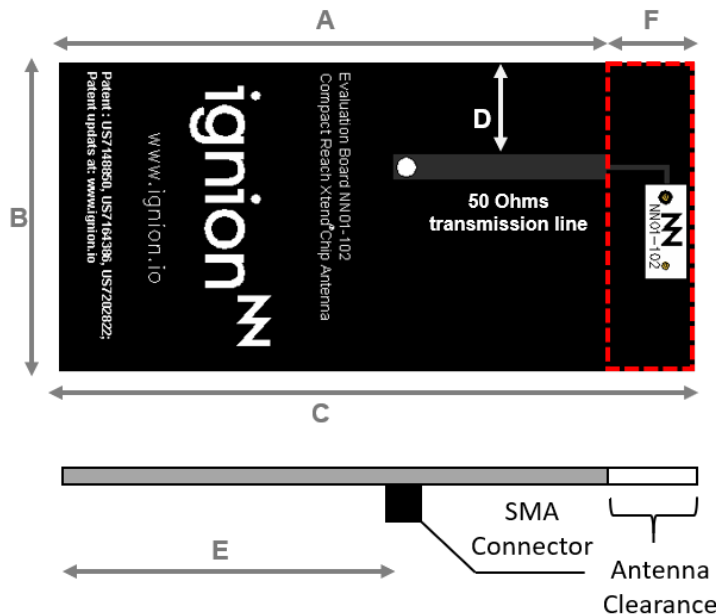 A
F
B
D
Patent : US7148850, US7164386, US7202822;
Patent updats at: www.ignion.io
www.ignion.io
ignion
Evaluation Board NN01-102
Compact Reach Xtend Chip Antenna
50 Ohms
transmission line
NN01-102
C
E
SMA
Connector
Antenna
Clearance